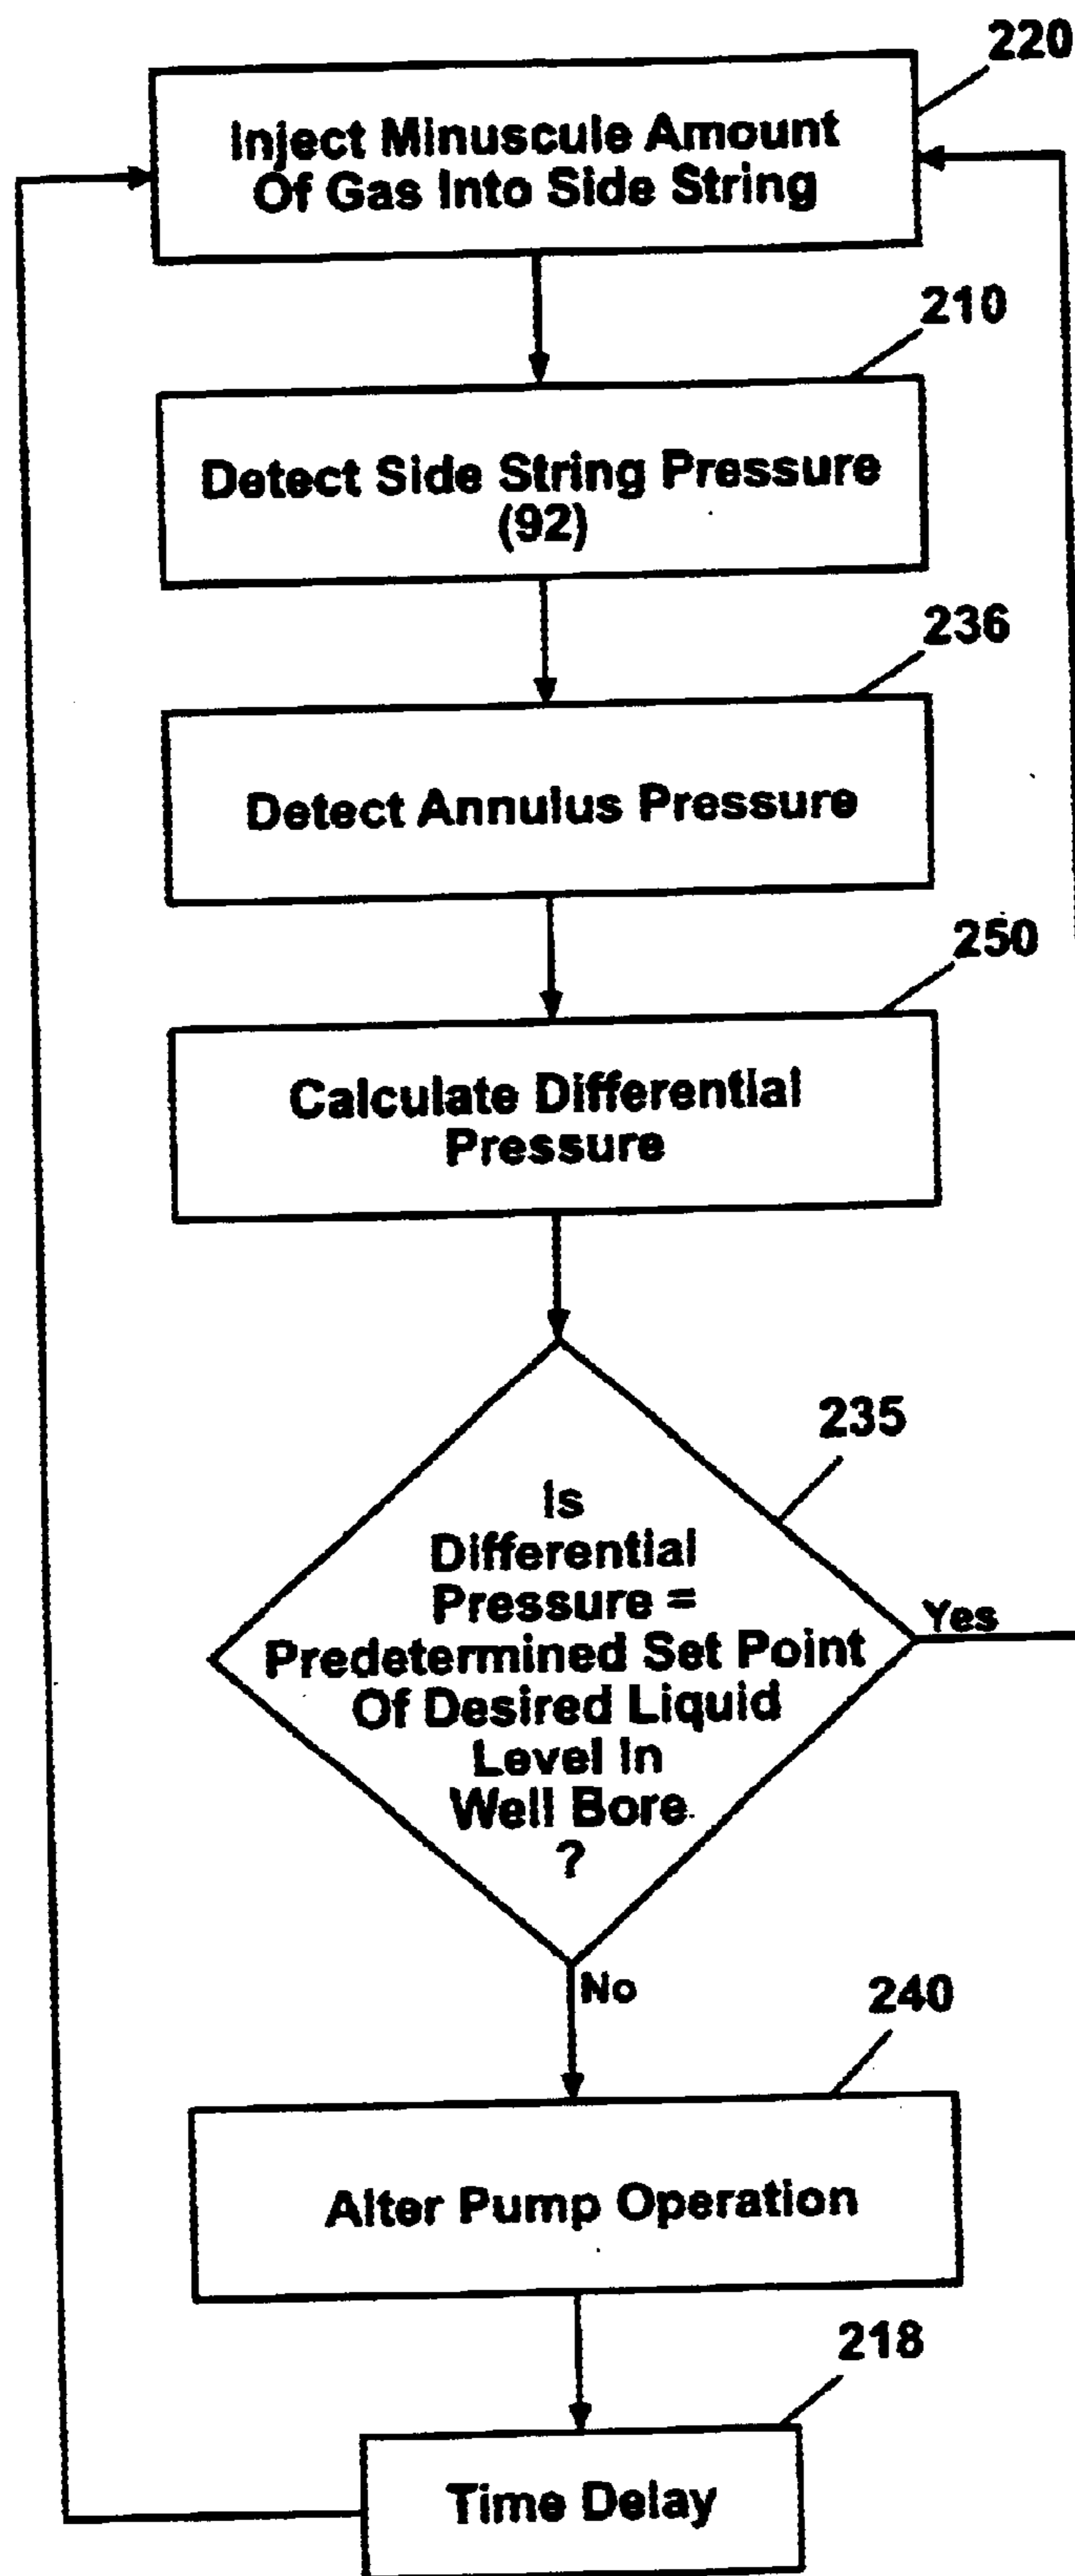 220
Inject Minuscule Amount
Of Gas Into Side String
210
Detect Side String Pressure
(92)
236
Detect Annulus Pressure
250
Calculate Differential
Pressure
235
Is
Differential
Pressure =
Predetermined Set Point
Of Desired Liquid
Level In
Well Bore
?
Yes
No
240
Alter Pump Operation
218
Time Delay